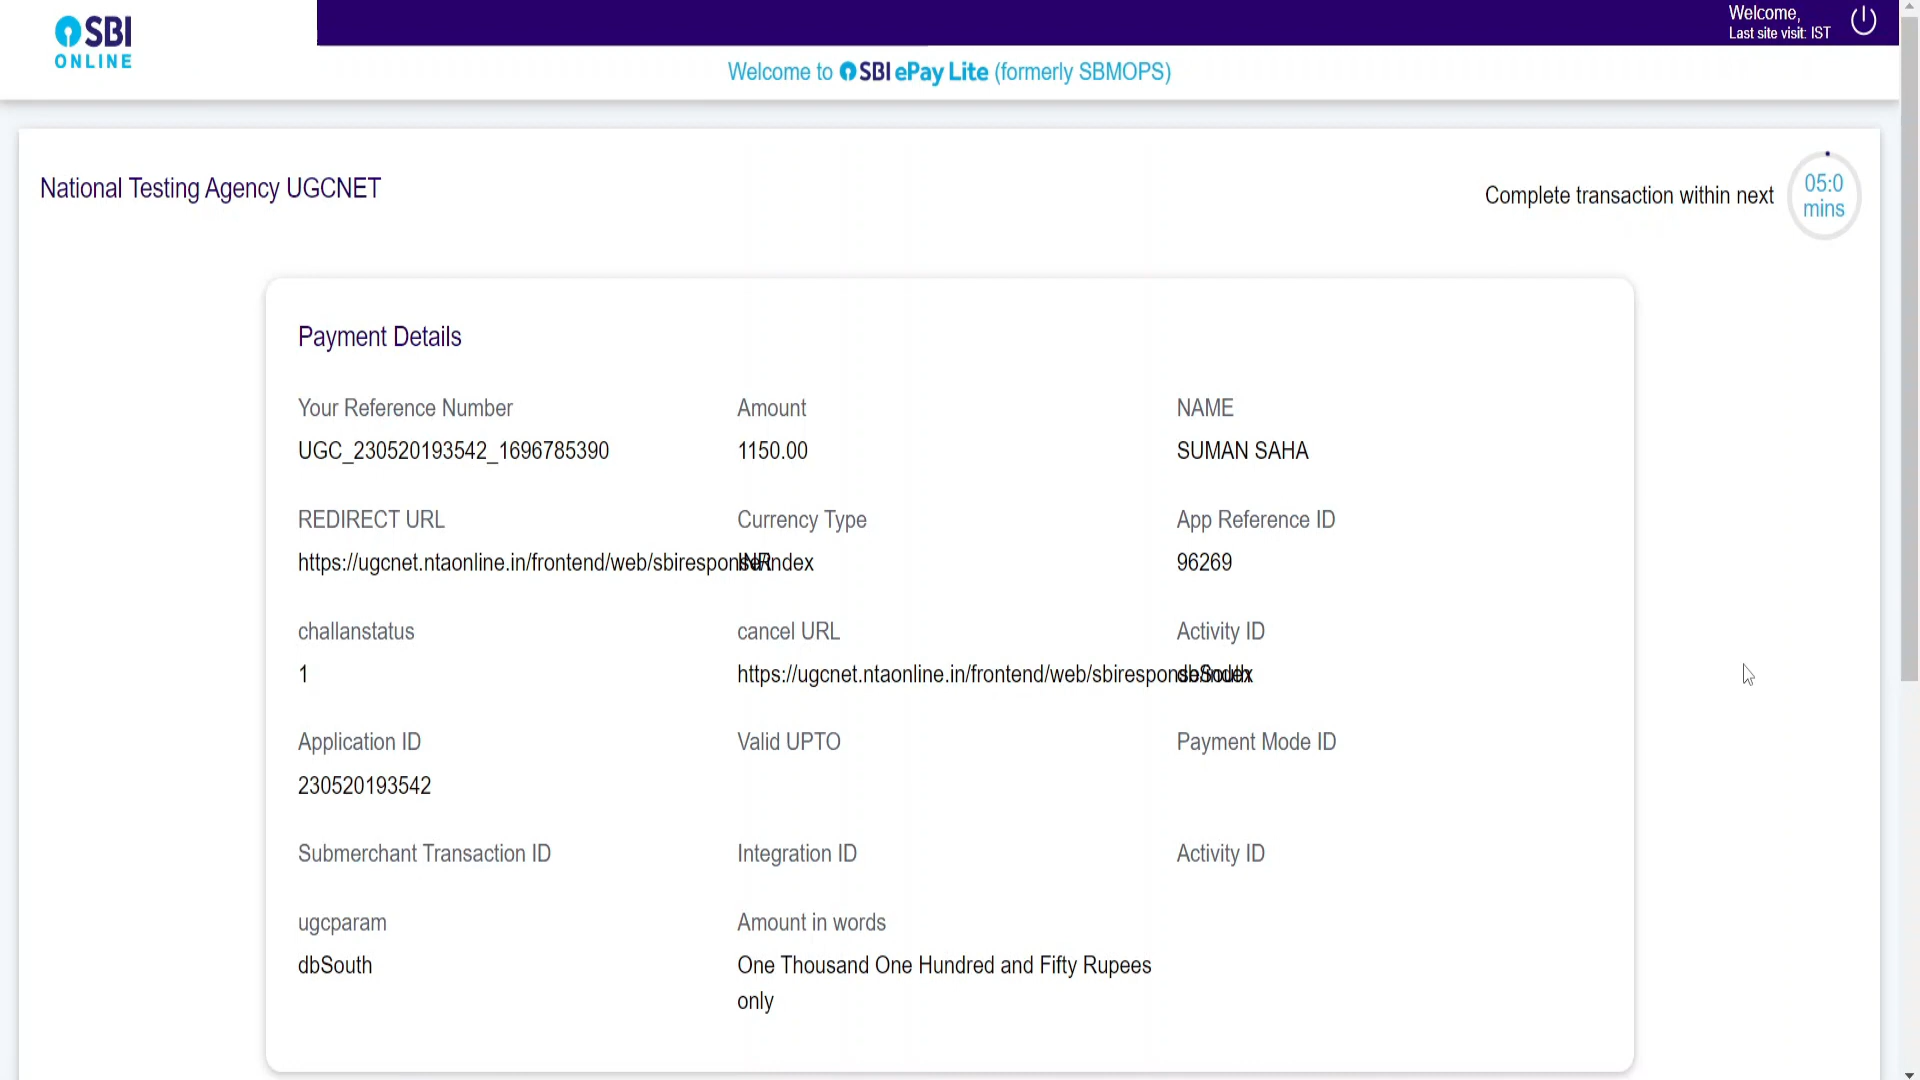 SBI
ONLINE
Welcome,
Last site visit: IST
Welcome to SBI ePay Lite (formerly SBMOPS)
National Testing Agency UGCNET
Complete transaction within next
05:0
mins
Payment Details
Your Reference Number
Amount
NAME
UGC_230520193542_1696785390
1150.00
SUMAN SAHA
REDIRECT URL
Currency Type
App Reference ID
https://ugcnet.ntaonline.in/frontend/web/sbiresponse/index
INR
96269
challanstatus
cancel URL
Activity ID
1
https://ugcnet.ntaonline.in/frontend/web/sbiresponse/index
dbSouth
Application ID
Valid UPTO
Payment Mode ID
230520193542
Submerchant Transaction ID
Integration ID
Activity ID
ugcparam
Amount in words
dbSouth
One Thousand One Hundred and Fifty Rupees
only